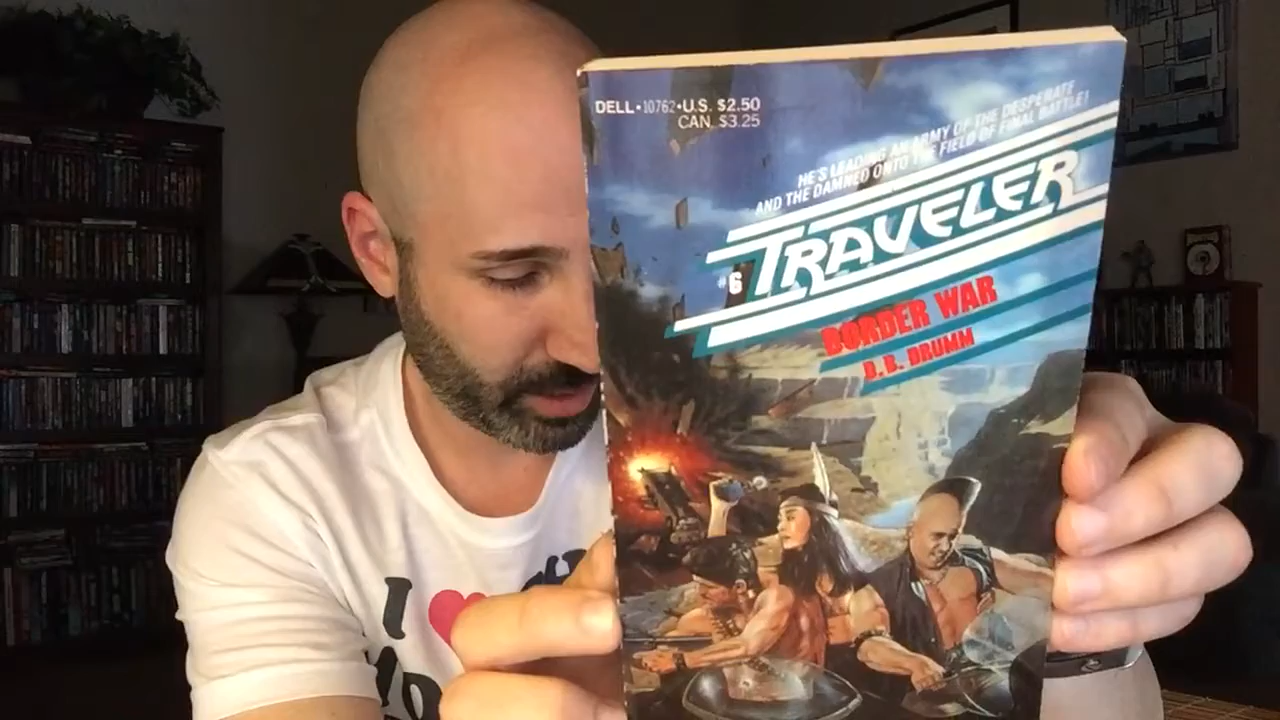 DELL•10762•U.S. $2.50
CAN. $3.25
HE'S LEADING AN ARMY OF THE DESPERATE
AND THE DAMNED ONTO THE FIELD OF FINAL BATTLE!
TRAVELER
#6
BORDER WAR
D.B. DRUMM
I